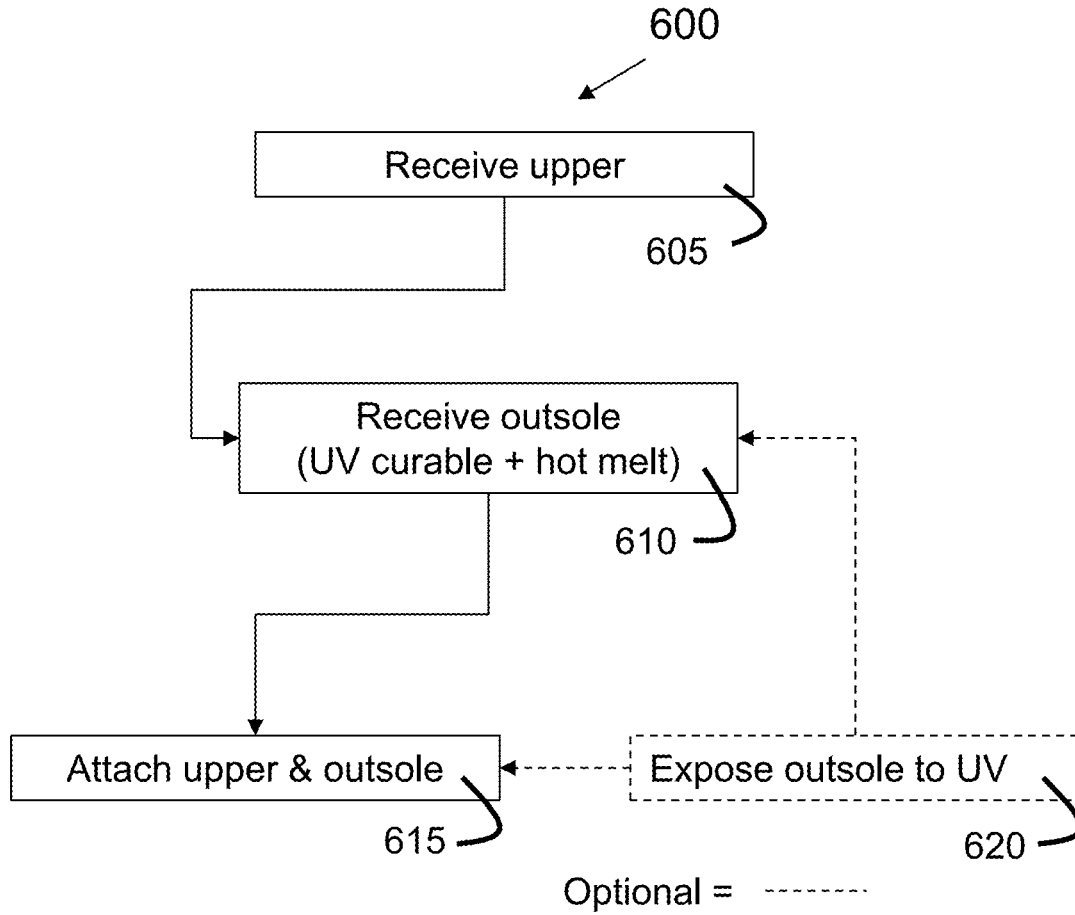 600
Receive upper
605
Receive outsole
(UV curable + hot melt)
610
Attach upper & outsole
615
Expose outsole to UV
620
Optional =